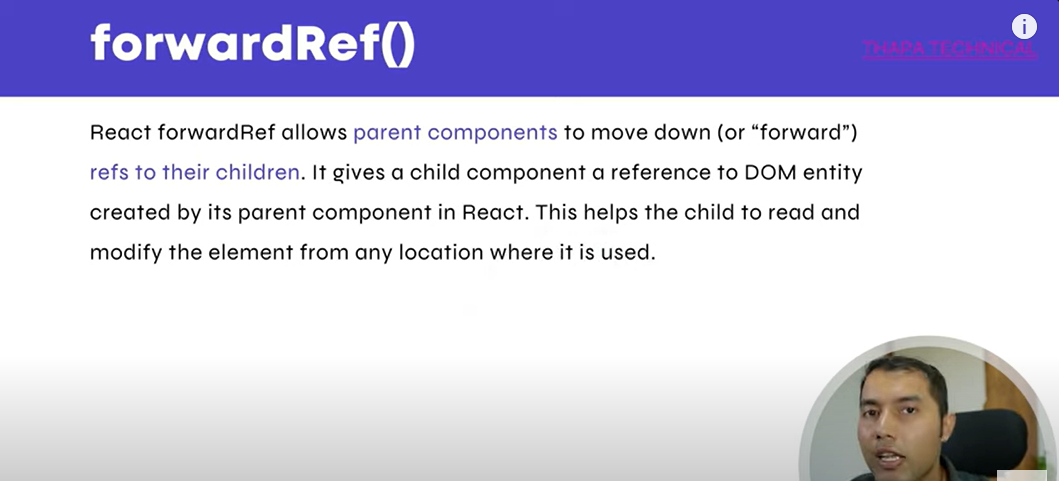 forwardRef()
THAPA TECHNICAL
i
React forwardRef allows parent components to move down (or “forward”)
refs to their children. It gives a child component a reference to DOM entity
created by its parent component in React. This helps the child to read and
modify the element from any location where it is used.